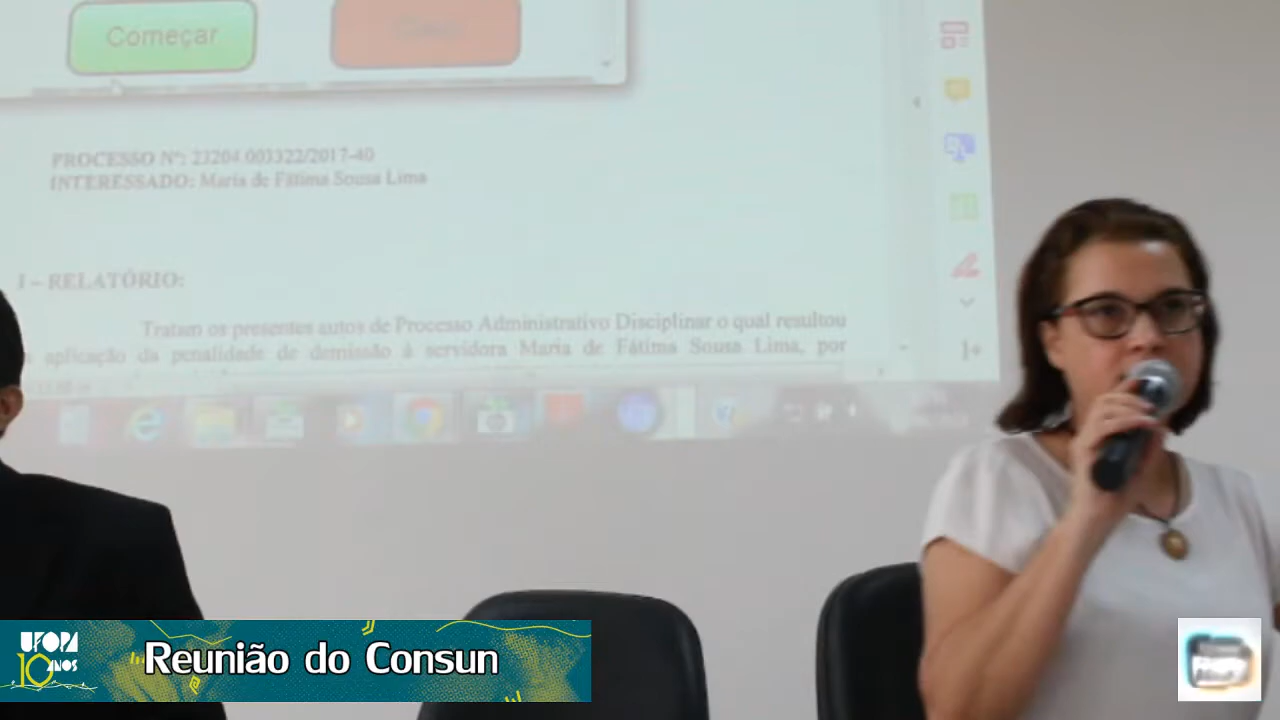 Começar
PROCESSO Nº: 23204.003322/2017-40
INTERESSADO: Maria de Fátima Sousa Lima
I – RELATÓRIO:
Tratam os presentes autos de Processo Administrativo Disciplinar o qual resultou
aplicação da penalidade de demissão à servidora Maria de Fátima Sousa Lima, por
UFOPA
10 ANOS
Reunião do Consun